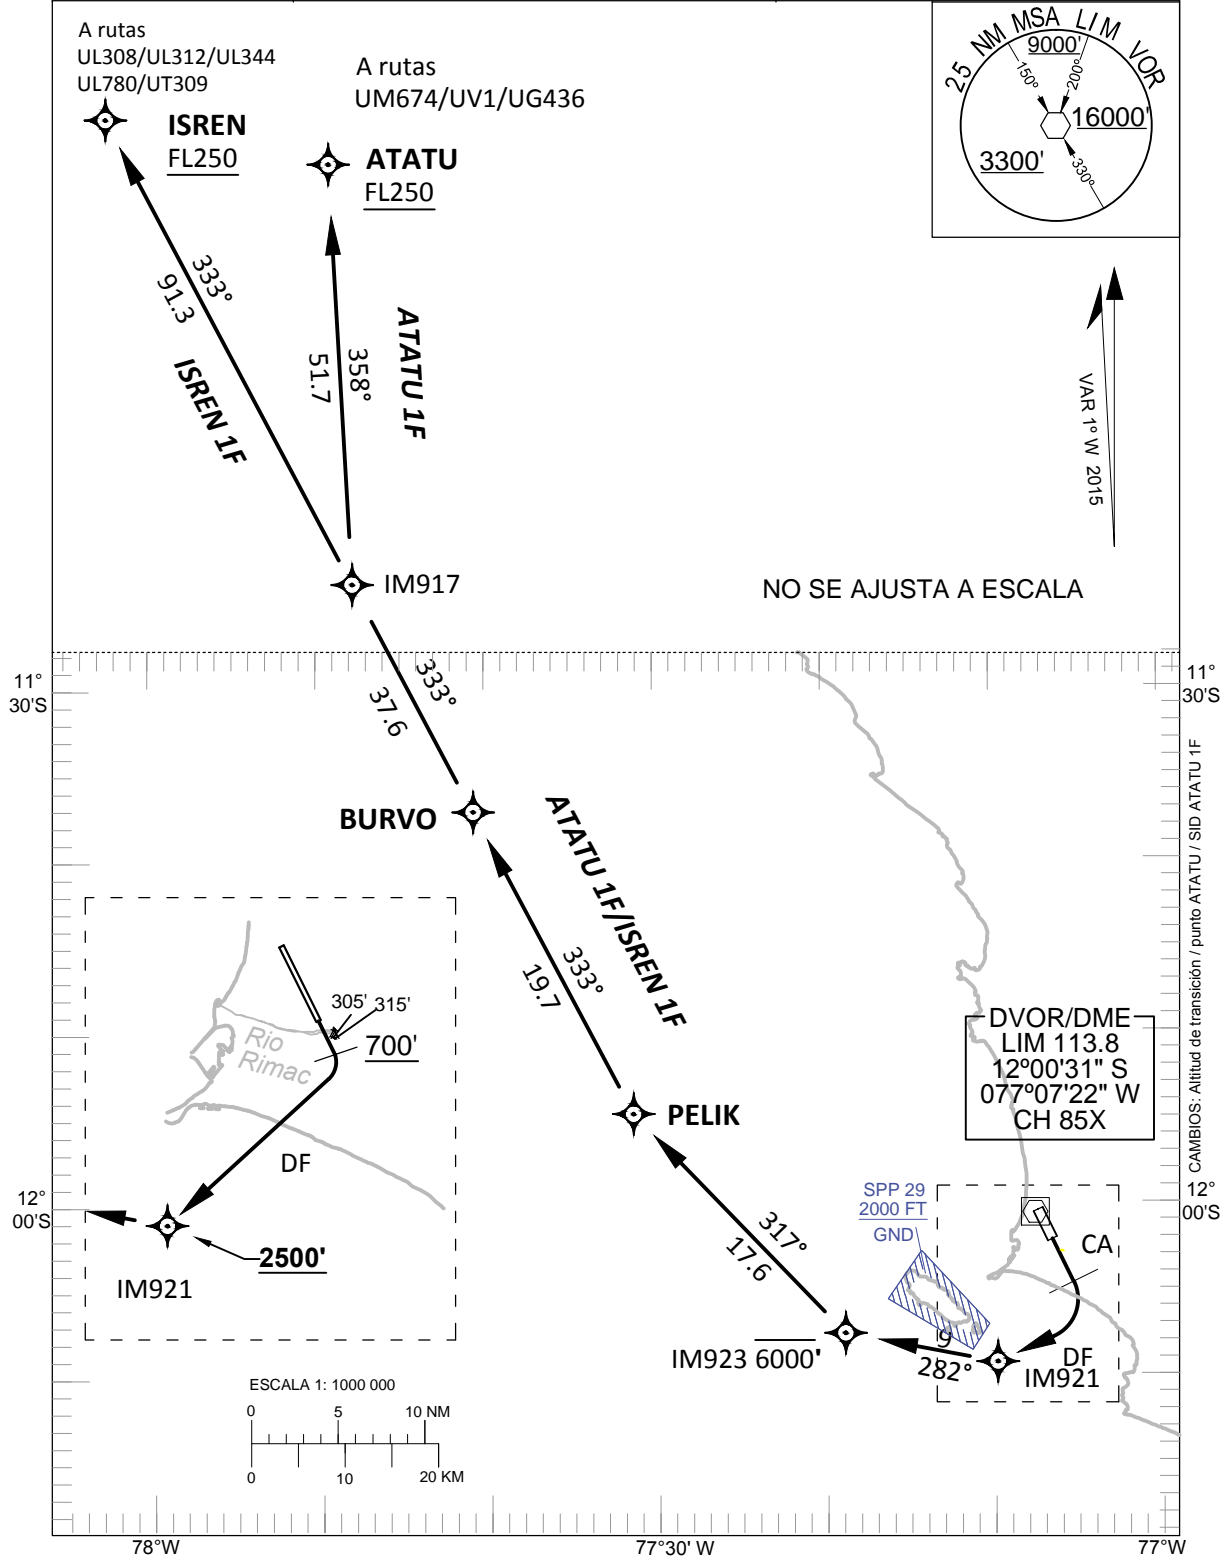 A rutas
UL308/UL312/UL344
UL780/UT309
A rutas
UM674/UV1/UG436
25 NM MSA LIM VOR
9000'
150°
200°
16000'
3300'
330°
ISREN
FL250
ATATU
FL250
333°
91.3
ISREN 1F
358°
51.7
ATATU 1F
VAR 1° W 2015
IM917
NO SE AJUSTA A ESCALA
11°
30'S
11°
30'S
333°
37.6
BURVO
ATATU 1F/ISREN 1F
333°
19.7
CAMBIOS: Altitud de transición / punto ATATU / SID ATATU 1F
305' 315'
700'
Rio
Rimac
DF
2500'
IM921
DVOR/DME
LIM 113.8
12°00'31" S
077°07'22" W
CH 85X
PELIK
12°
00'S
12°
00'S
SPP 29
2000 FT
GND
317°
17.6
CA
IM923 6000'
9
282°
DF
IM921
ESCALA 1: 1000 000
0 5 10 NM
0 10 20 KM
78°W
77°30' W
77°W